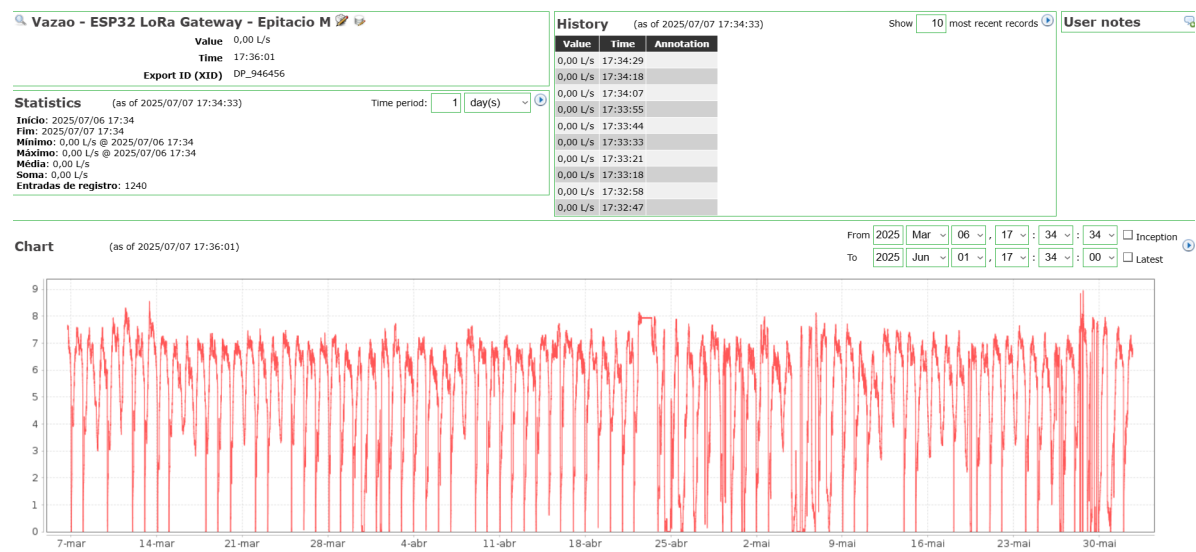 Vazao - ESP32 LoRa Gateway - Epitacio M
Value 0,00 L/s
Time 17:36:01
Export ID (XID) DP_946456
Statistics (as of 2025/07/07 17:34:33) Time period: 1 day(s)
Início: 2025/07/06 17:34
Fim: 2025/07/07 17:34
Mínimo: 0,00 L/s @ 2025/07/06 17:34
Máximo: 0,00 L/s @ 2025/07/06 17:34
Média: 0,00 L/s
Soma: 0,00 L/s
Entradas de registro: 1240
History (as of 2025/07/07 17:34:33) Show 10 most recent records
Value Time Annotation
0,00 L/s 17:34:29
0,00 L/s 17:34:18
0,00 L/s 17:34:07
0,00 L/s 17:33:55
0,00 L/s 17:33:44
0,00 L/s 17:33:33
0,00 L/s 17:33:21
0,00 L/s 17:33:18
0,00 L/s 17:32:58
0,00 L/s 17:32:47
User notes
Chart (as of 2025/07/07 17:36:01)
From 2025 Mar 06 , 17 : 34 : 34 Inception
To 2025 Jun 01 , 17 : 34 : 00 Latest
9
8
7
6
5
4
3
2
1
0
7-mar 14-mar 21-mar 28-mar 4-abr 11-abr 18-abr 25-abr 2-mai 9-mai 16-mai 23-mai 30-mai